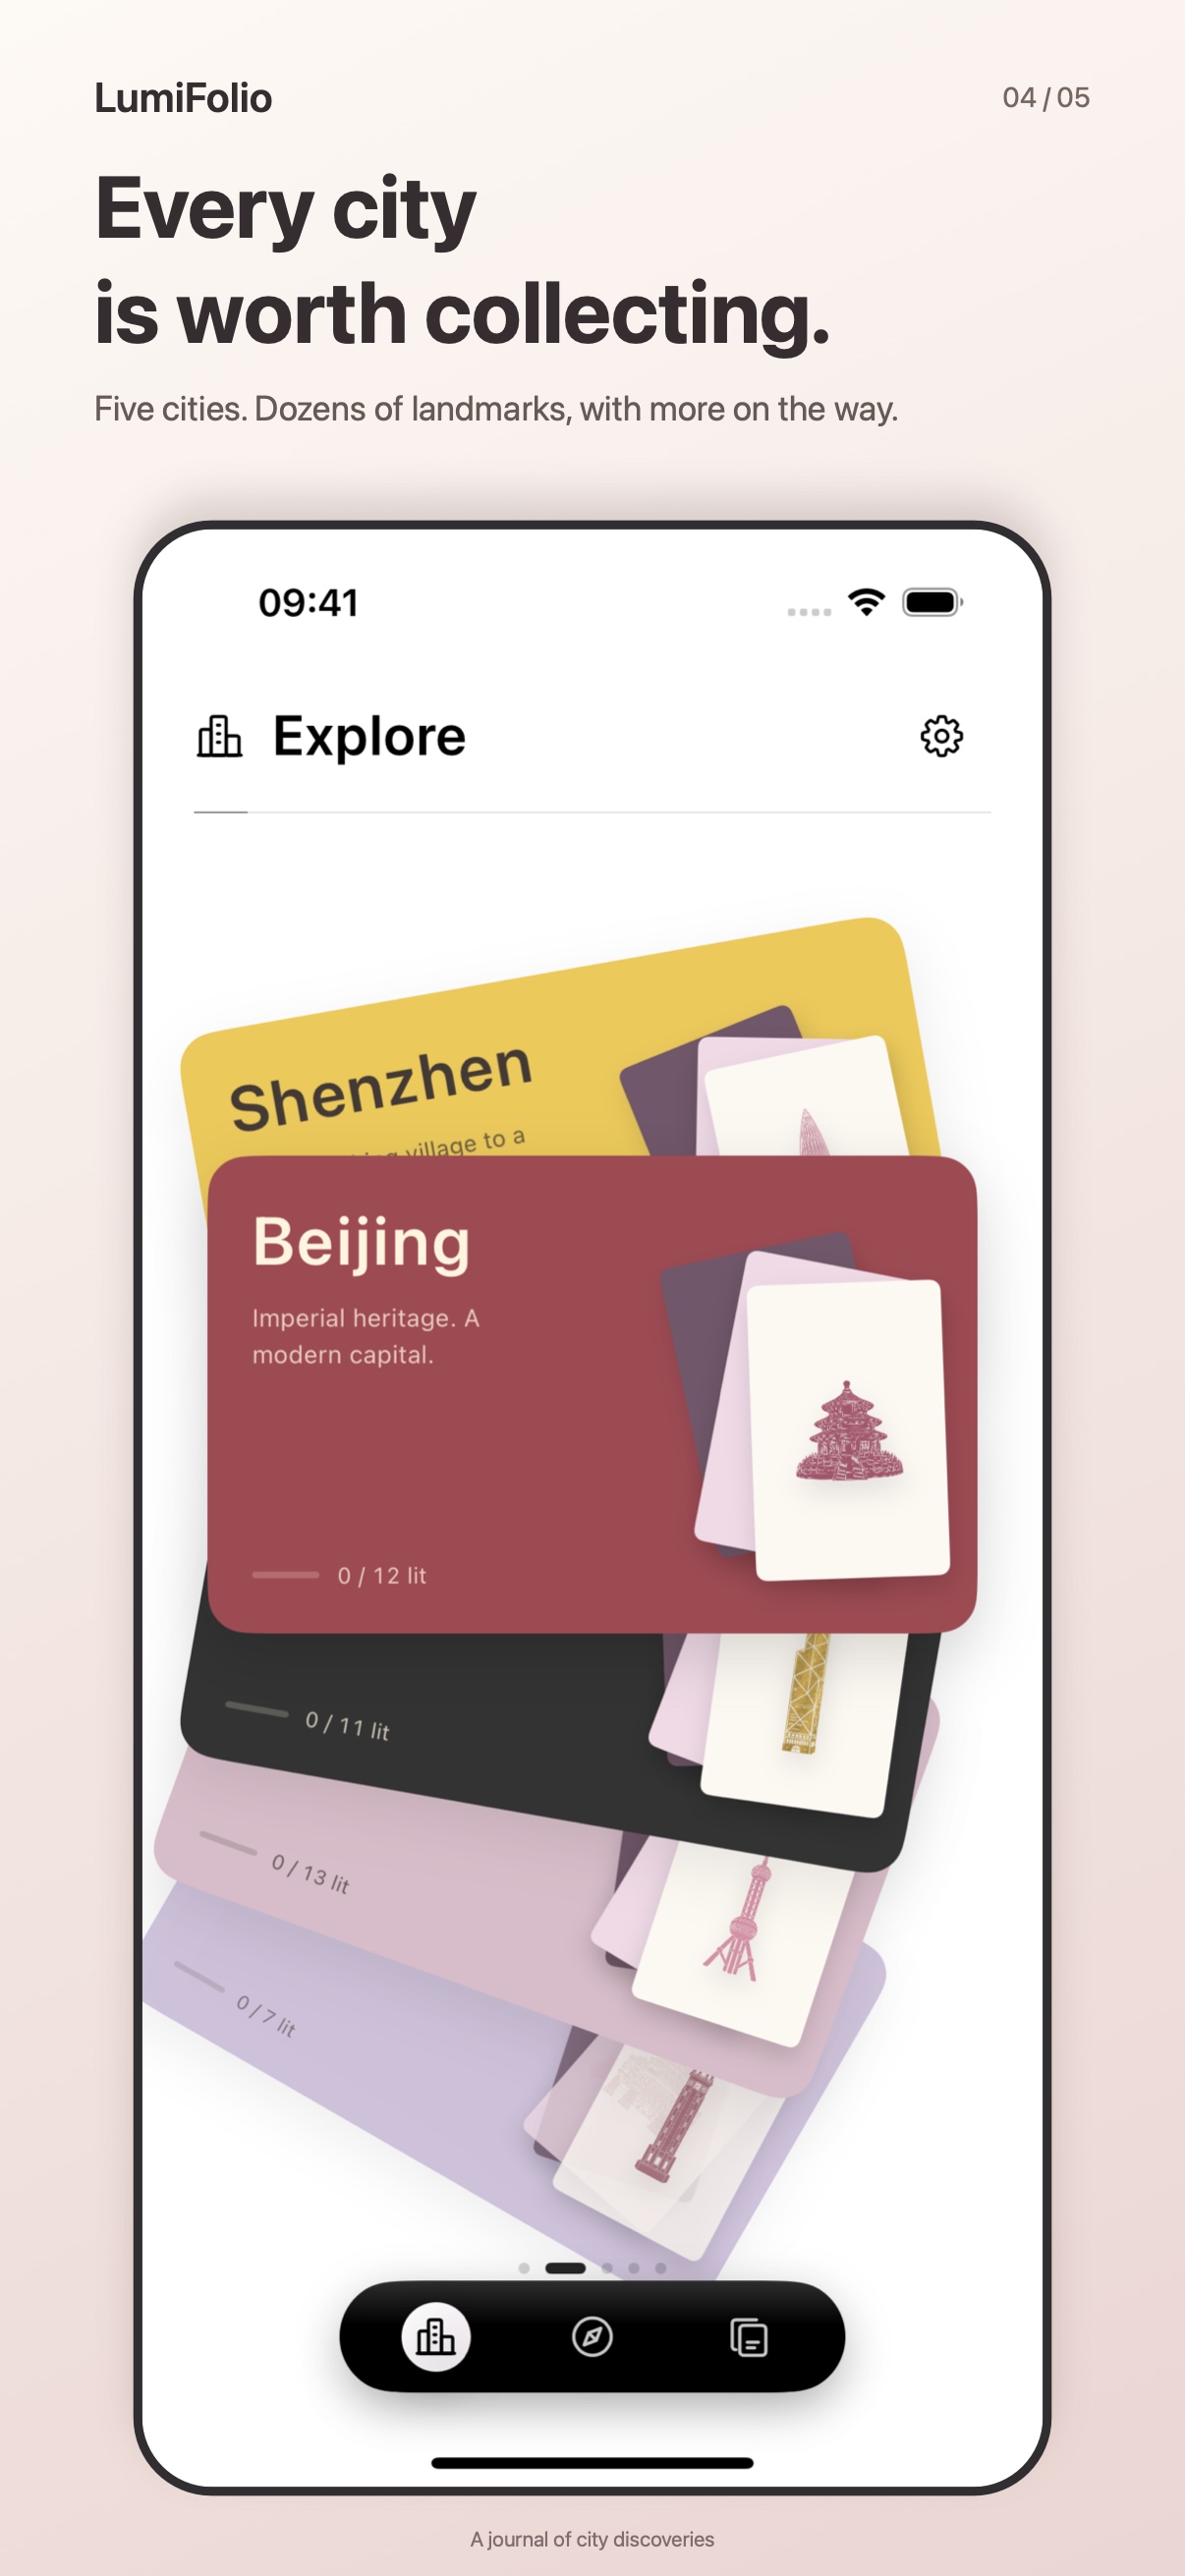 LumiFolio
04 / 05
Every city
is worth collecting.
Five cities. Dozens of landmarks, with more on the way.
09:41
Explore
Shenzhen
village to a
Beijing
Imperial heritage. A
modern capital.
0 / 12 lit
0 / 11 lit
0 / 13 lit
0 / 7 lit
A journal of city discoveries